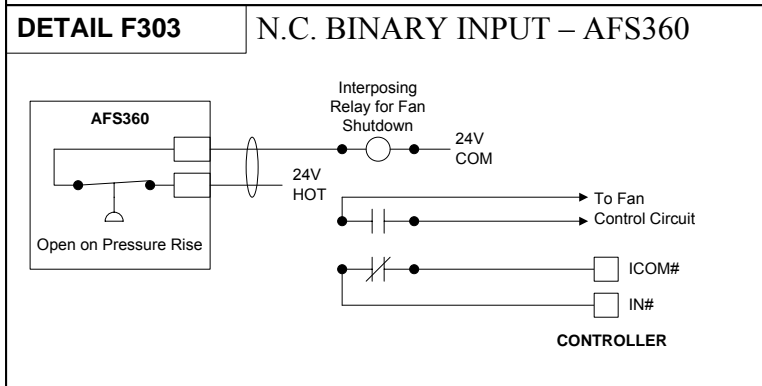 DETAIL F303
N.C. BINARY INPUT – AFS360
Interposing
Relay for Fan
Shutdown
AFS360
24V
COM
24V
HOT
To Fan
Control Circuit
Open on Pressure Rise
ICOM#
IN#
CONTROLLER